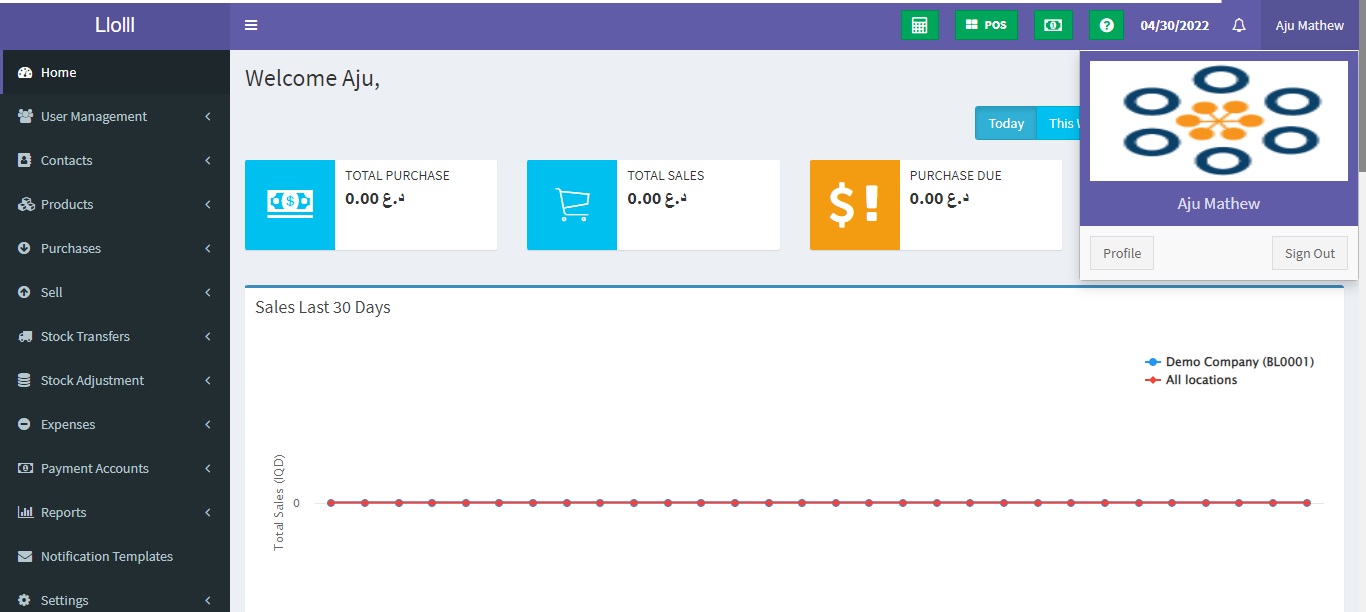 Llolll
POS
04/30/2022
Aju Mathew
Home
User Management
Contacts
Products
Purchases
Sell
Stock Transfers
Stock Adjustment
Expenses
Payment Accounts
Reports
Notification Templates
Settings
Welcome Aju,
Today
This
TOTAL PURCHASE
0.00 د.ع
TOTAL SALES
0.00 د.ع
PURCHASE DUE
0.00 د.ع
Aju Mathew
Profile
Sign Out
Sales Last 30 Days
Demo Company (BL0001)
All locations
Total Sales (IQD)
0